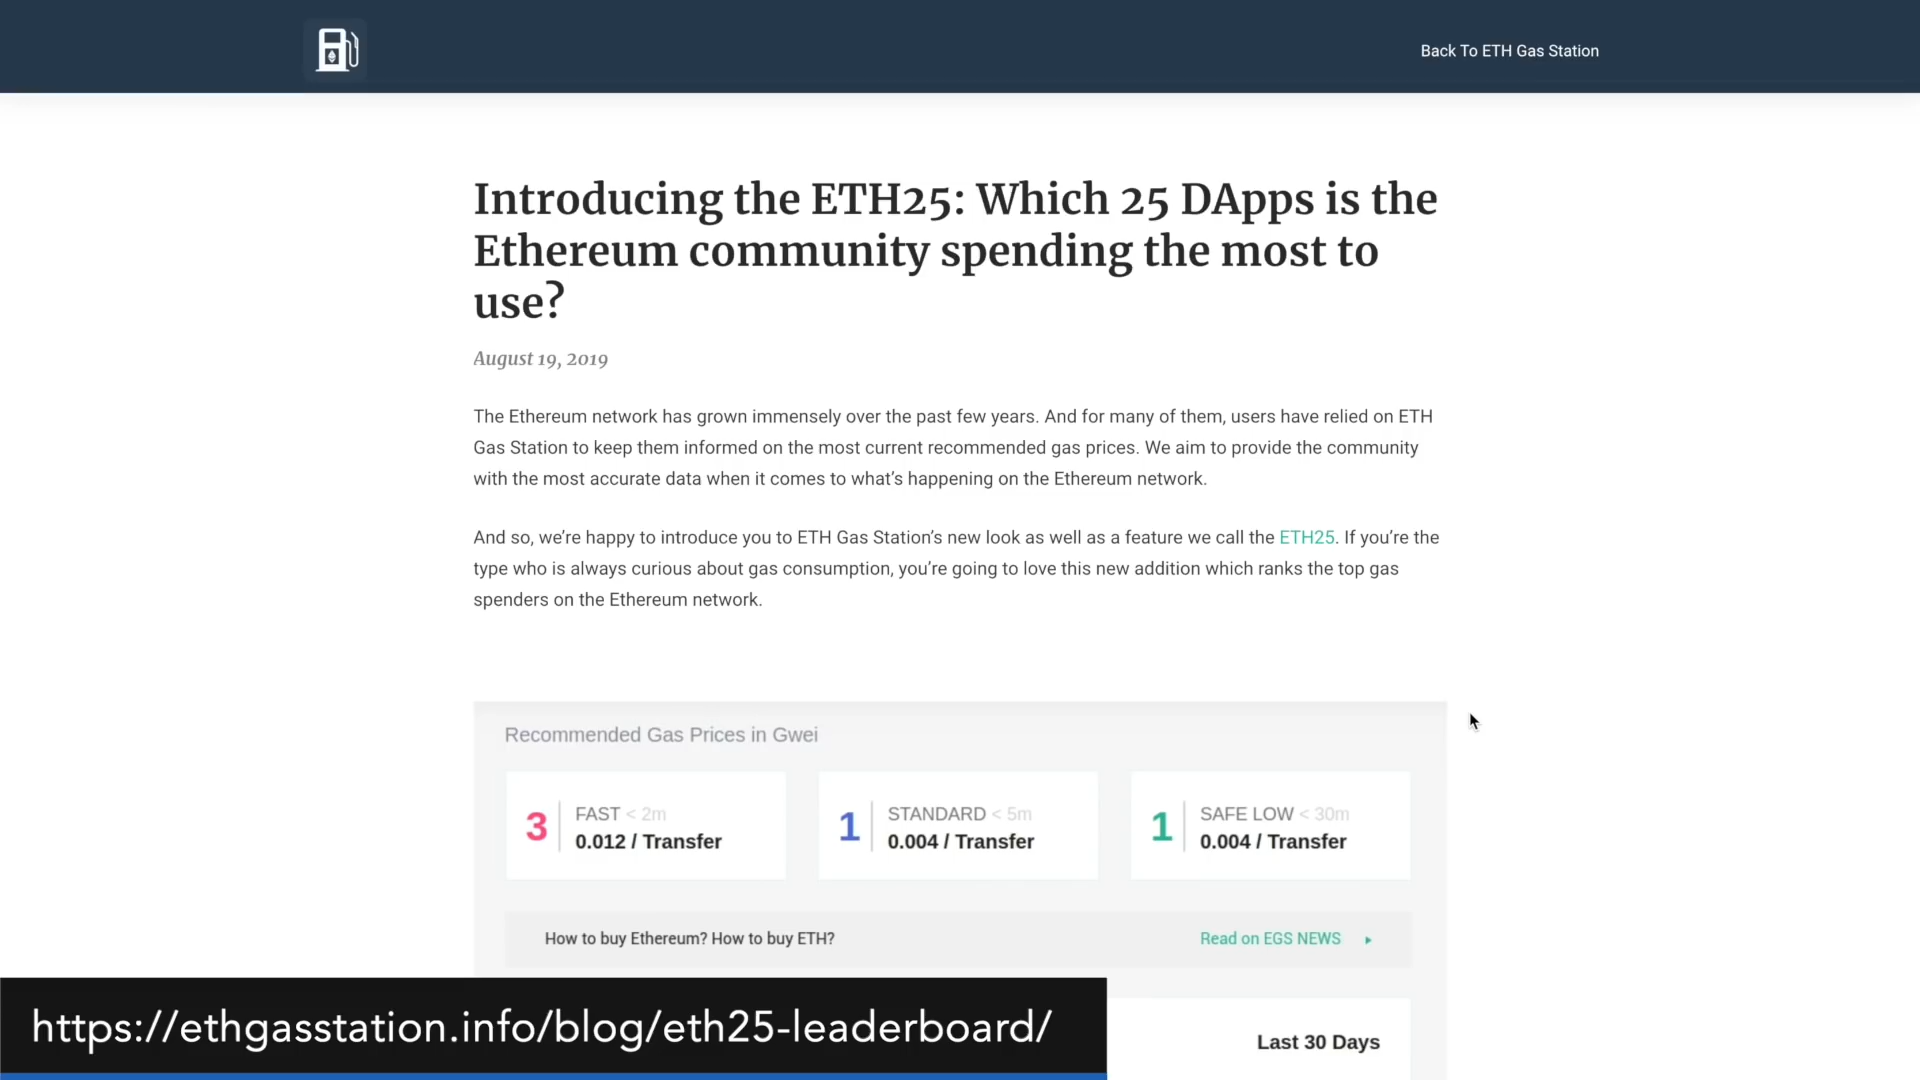 Back To ETH Gas Station
Introducing the ETH25: Which 25 DApps is the
Ethereum community spending the most to
use?
August 19, 2019
The Ethereum network has grown immensely over the past few years. And for many of them, users have relied on ETH
Gas Station to keep them informed on the most current recommended gas prices. We aim to provide the community
with the most accurate data when it comes to what’s happening on the Ethereum network.
And so, we’re happy to introduce you to ETH Gas Station’s new look as well as a feature we call the ETH25. If you’re the
type who is always curious about gas consumption, you’re going to love this new addition which ranks the top gas
spenders on the Ethereum network.
Recommended Gas Prices in Gwei
3 FAST < 2m
0.012 / Transfer
1 STANDARD < 5m
0.004 / Transfer
1 SAFE LOW < 30m
0.004 / Transfer
How to buy Ethereum? How to buy ETH? Read on EGS NEWS
Last 30 Days
https://ethgasstation.info/blog/eth25-leaderboard/